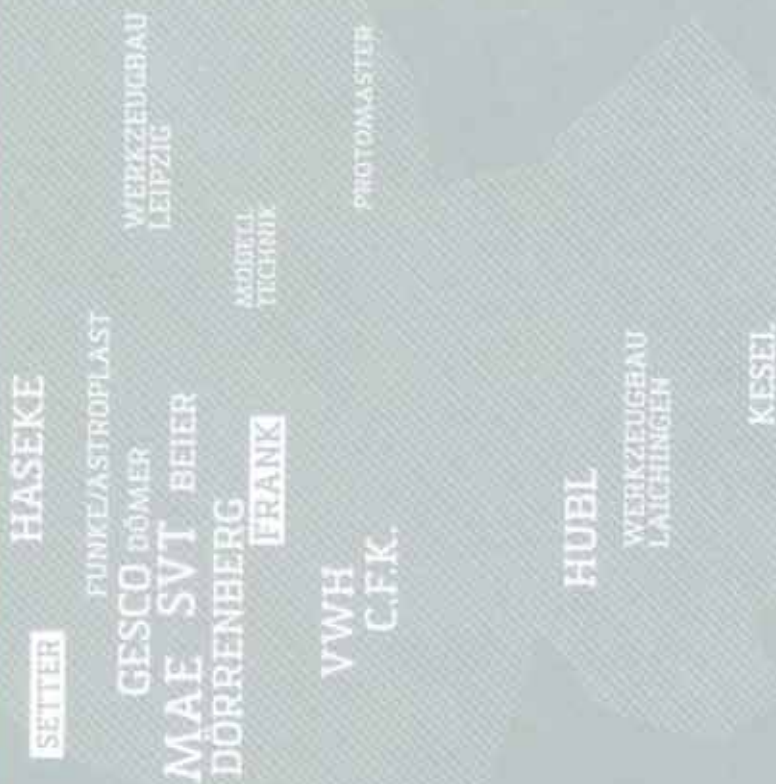 HASEKE
SETTER
FUNKE/ASTROPLAST
WERKZEUGBAU
LEIPZIG
GESCO DÖMER
MAE SVT BEIER
DÖRRENBERG
MODELL
TECHNIK
FRANK
PROTOMASTER
VWH
C.F.K.
HUBL
WERKZEUGBAU
LAICHINGEN
KESEL